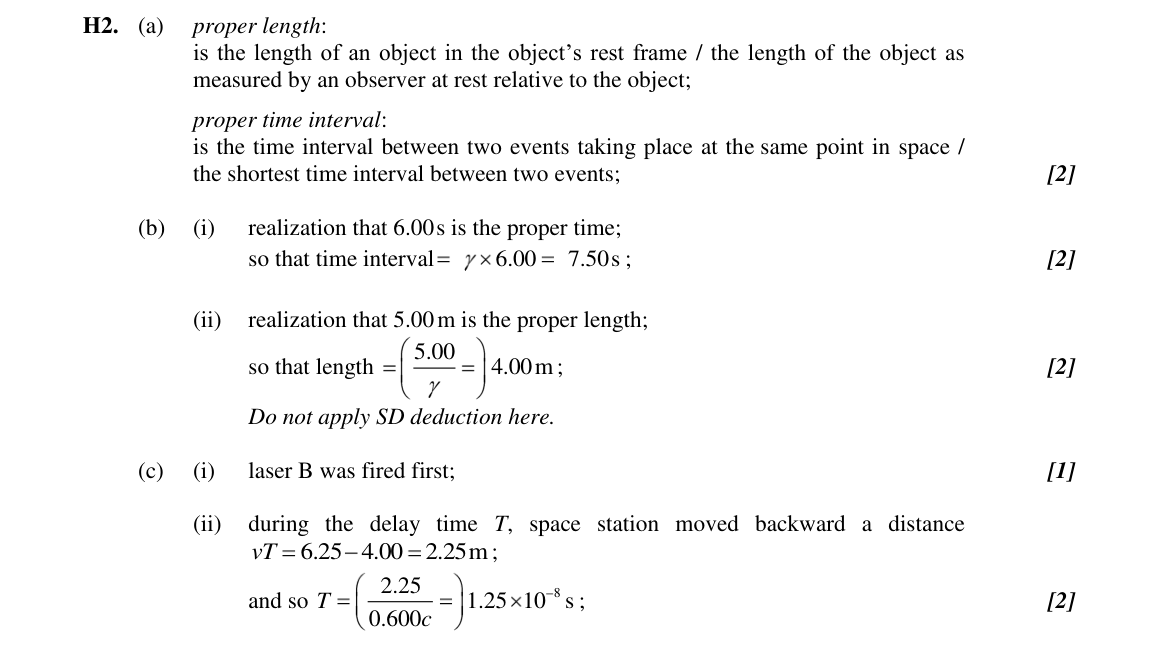 H2. (a) proper length:
is the length of an object in the object's rest frame / the length of the object as
measured by an observer at rest relative to the object;
proper time interval:
is the time interval between two events taking place at the same point in space /
the shortest time interval between two events; [2]
(b) (i) realization that 6.00s is the proper time;
so that time interval = γ × 6.00 = 7.50s ; [2]
(ii) realization that 5.00m is the proper length;
so that length = (5.00/γ =) 4.00m ; [2]
Do not apply SD deduction here.
(c) (i) laser B was fired first; [1]
(ii) during the delay time T, space station moved backward a distance
vT = 6.25 − 4.00 = 2.25m ;
and so T = (2.25/0.600c =) 1.25×10⁻⁸ s ; [2]